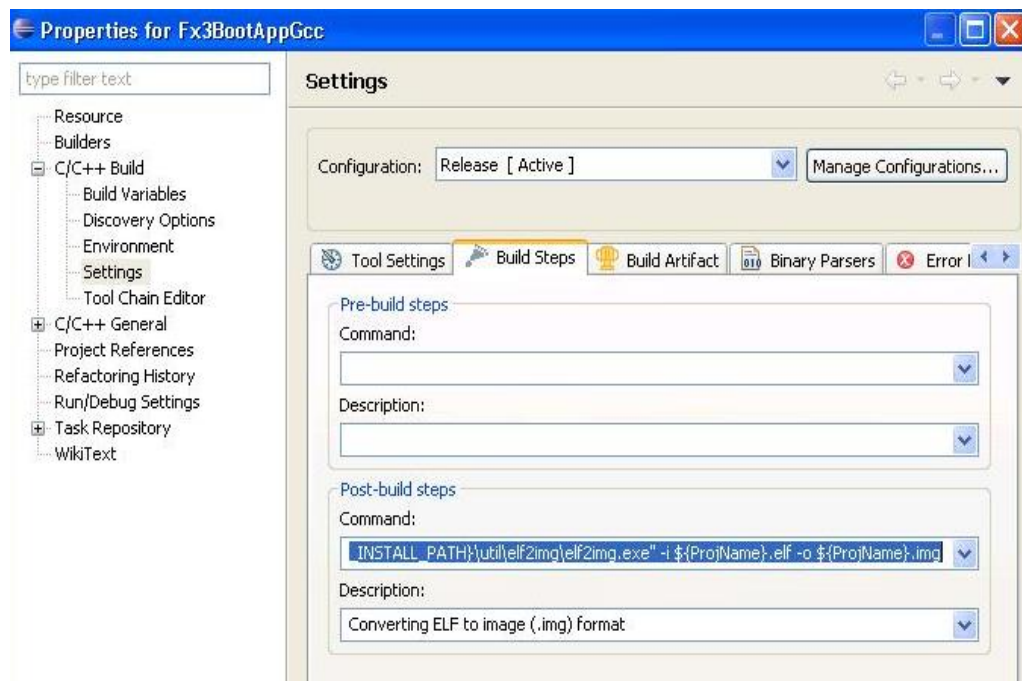 Properties for Fx3BootAppGcc
type filter text
Resource
Builders
C/C++ Build
Build Variables
Discovery Options
Environment
Settings
Tool Chain Editor
C/C++ General
Project References
Refactoring History
Run/Debug Settings
Task Repository
WikiText
Settings
Configuration: Release [ Active ] Manage Configurations...
Tool Settings Build Steps Build Artifact 010 Binary Parsers Error
Pre-build steps
Command:
Description:
Post-build steps
Command:
_INSTALL_PATH}\util\elf2img\elf2img.exe" -i ${ProjName}.elf -o ${ProjName}.img
Description:
Converting ELF to image (.img) format